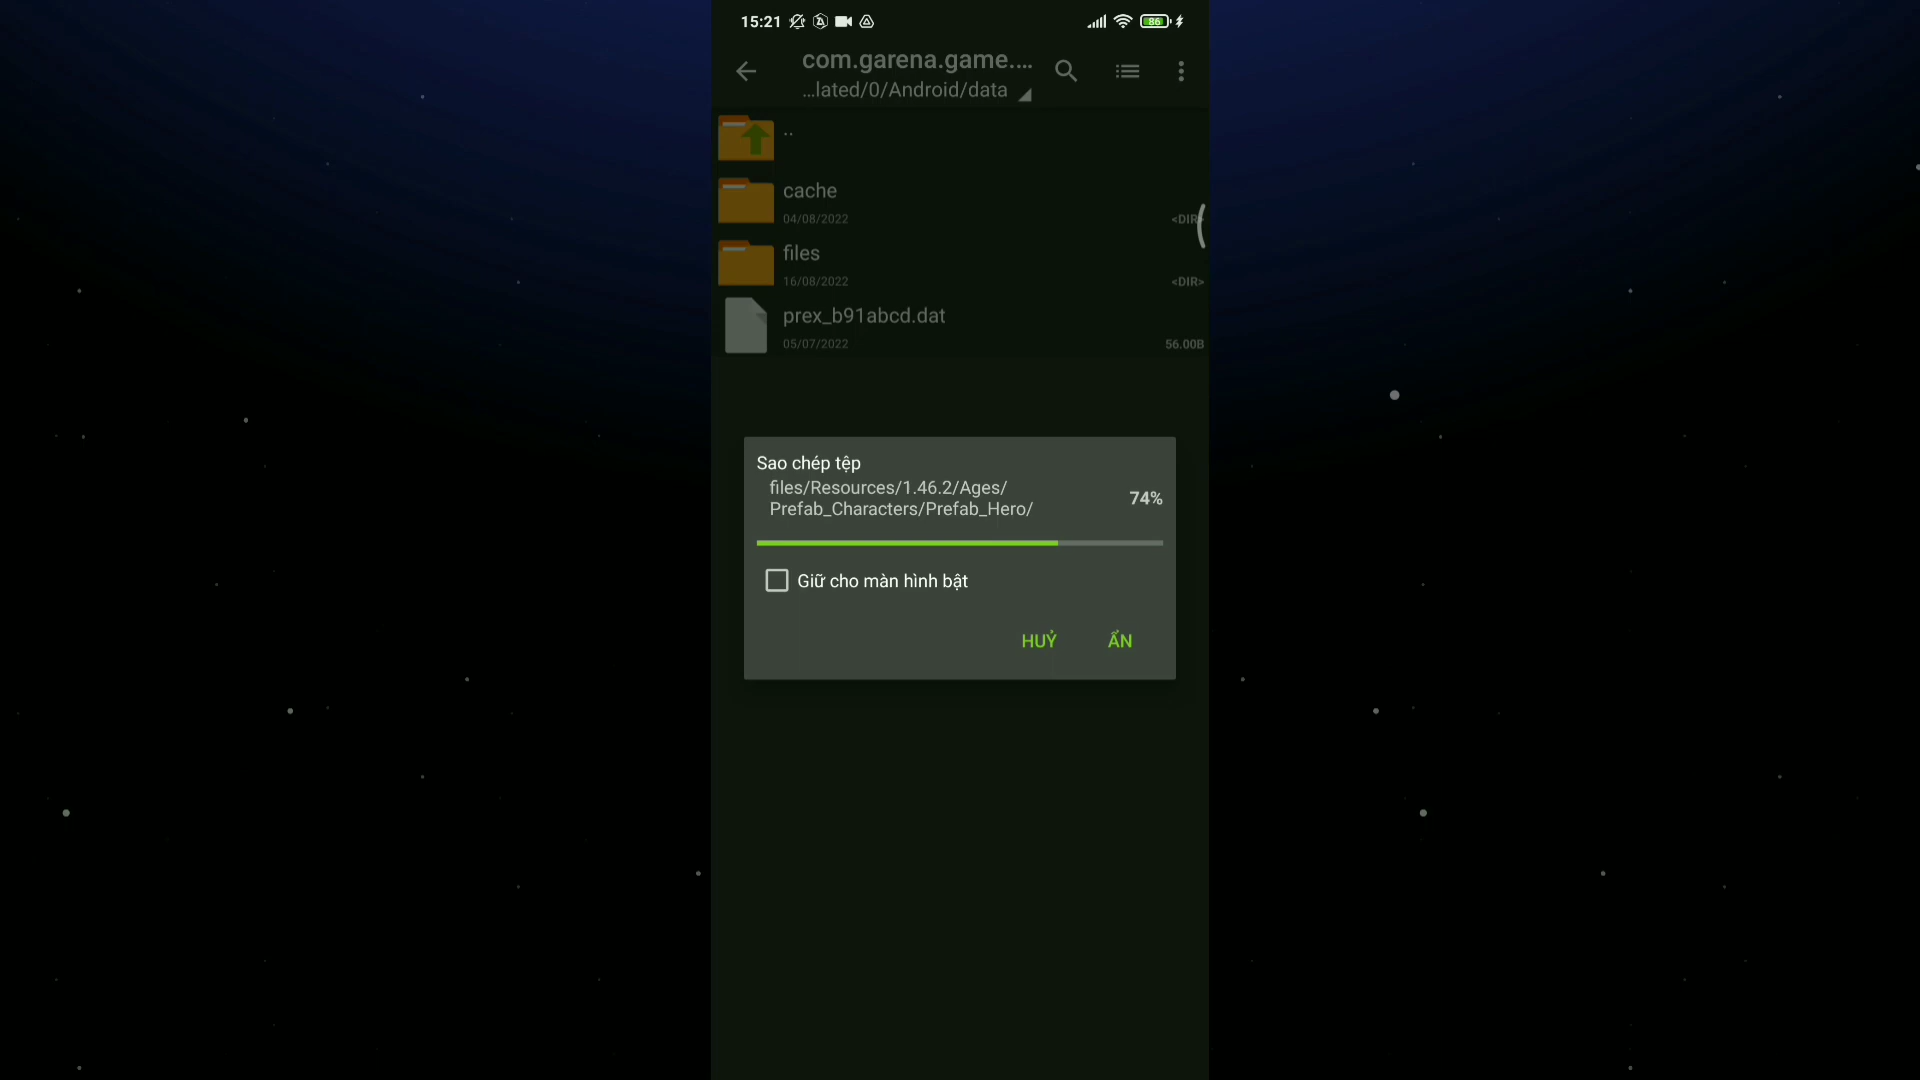 15:21
86
com.garena.game....
...lated/0/Android/data
..
cache
04/08/2022
<DIR>
files
16/08/2022
<DIR>
prex_b91abcd.dat
05/07/2022
56.00B
Sao chép tệp
files/Resources/1.46.2/Ages/
Prefab_Characters/Prefab_Hero/
74%
Giữ cho màn hình bật
HUỶ
ẨN